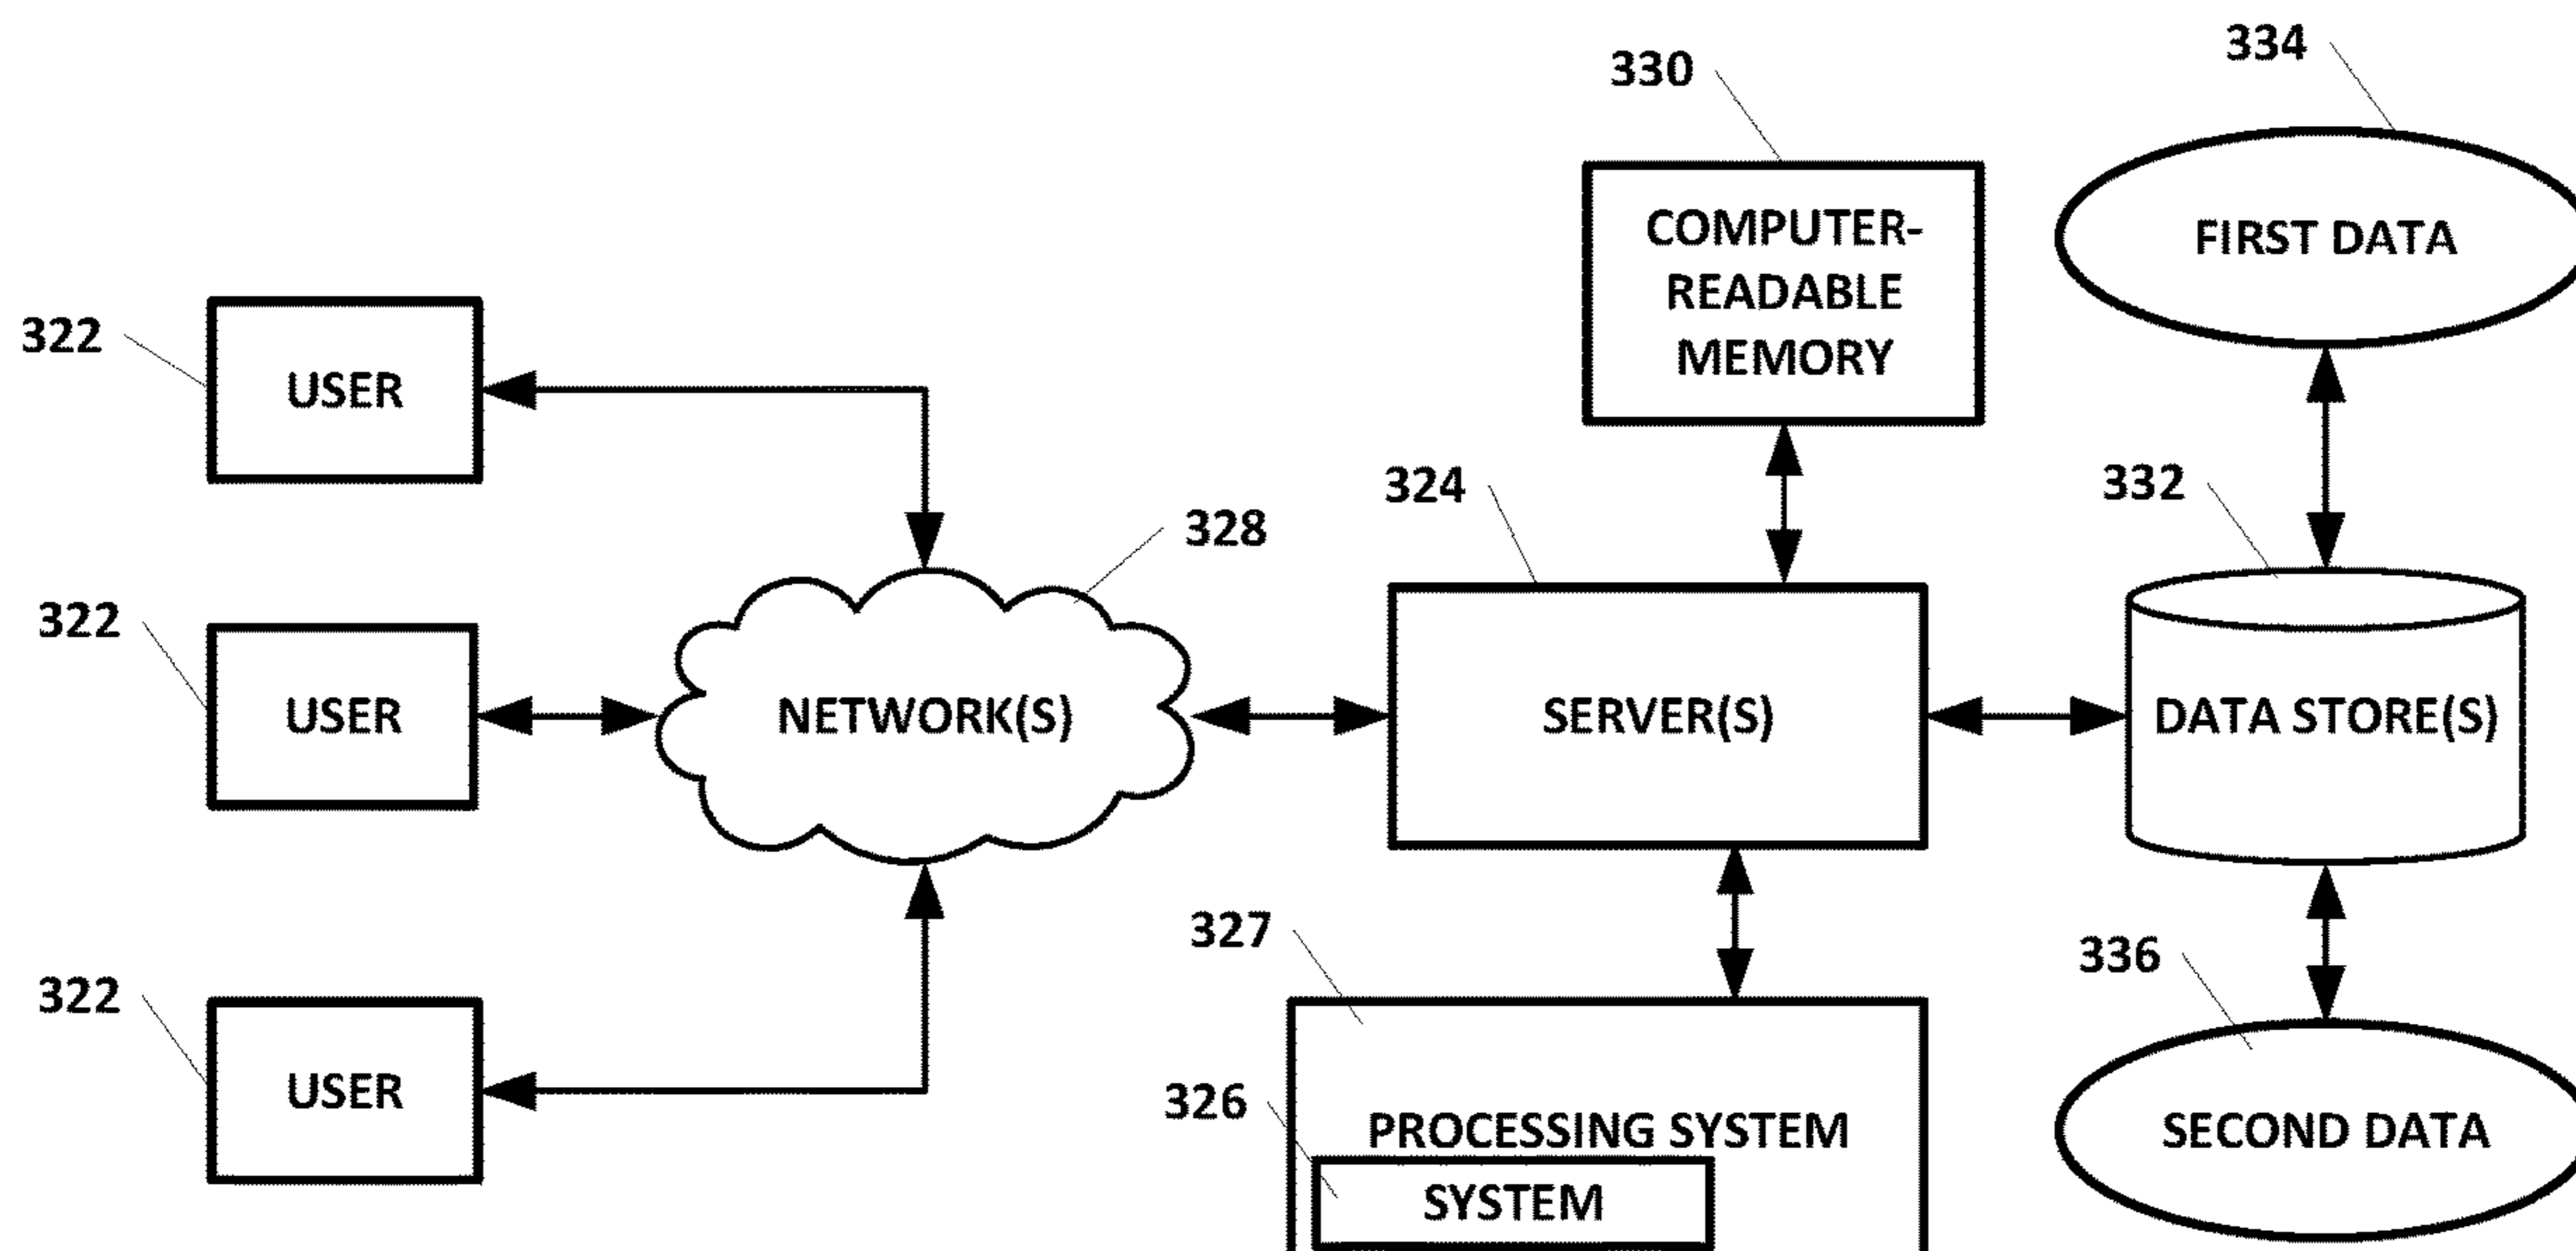 334
330
COMPUTER-
READABLE
MEMORY
FIRST DATA
322
USER
324
332
328
322
USER
NETWORK(S)
SERVER(S)
DATA STORE(S)
327
336
322
USER
326
PROCESSING SYSTEM
SYSTEM
SECOND DATA